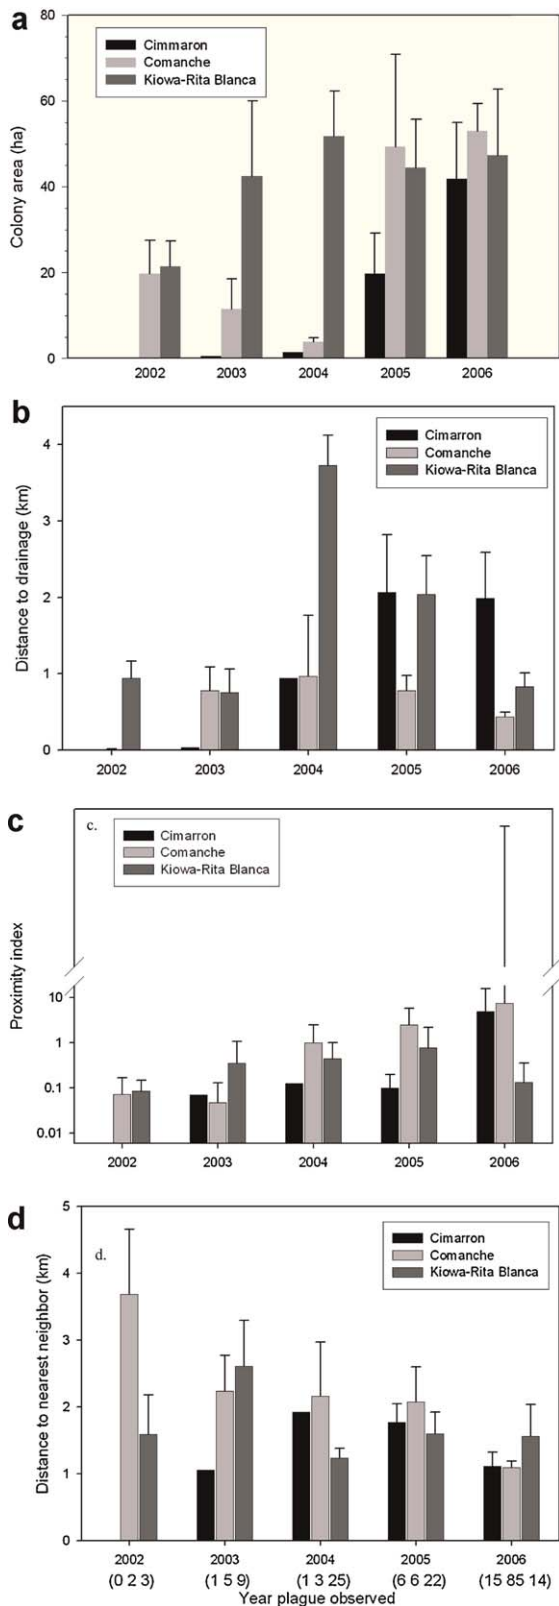 a
Cimmaron
Comanche
Kiowa-Rita Blanca
Colony area (ha)
80
60
40
20
0
2002 2003 2004 2005 2006
b
Cimarron
Comanche
Kiowa-Rita Blanca
Distance to drainage (km)
4
3
2
1
0
2002 2003 2004 2005 2006
c
c.
Cimarron
Comanche
Kiowa-Rita Blanca
Proximity index
10
1
0.1
0.01
2002 2003 2004 2005 2006
d
d.
Cimarron
Comanche
Kiowa-Rita Blanca
Distance to nearest neighbor (km)
5
4
3
2
1
0
2002 2003 2004 2005 2006
(0 2 3) (1 5 9) (1 3 25) (6 6 22) (15 85 14)
Year plague observed